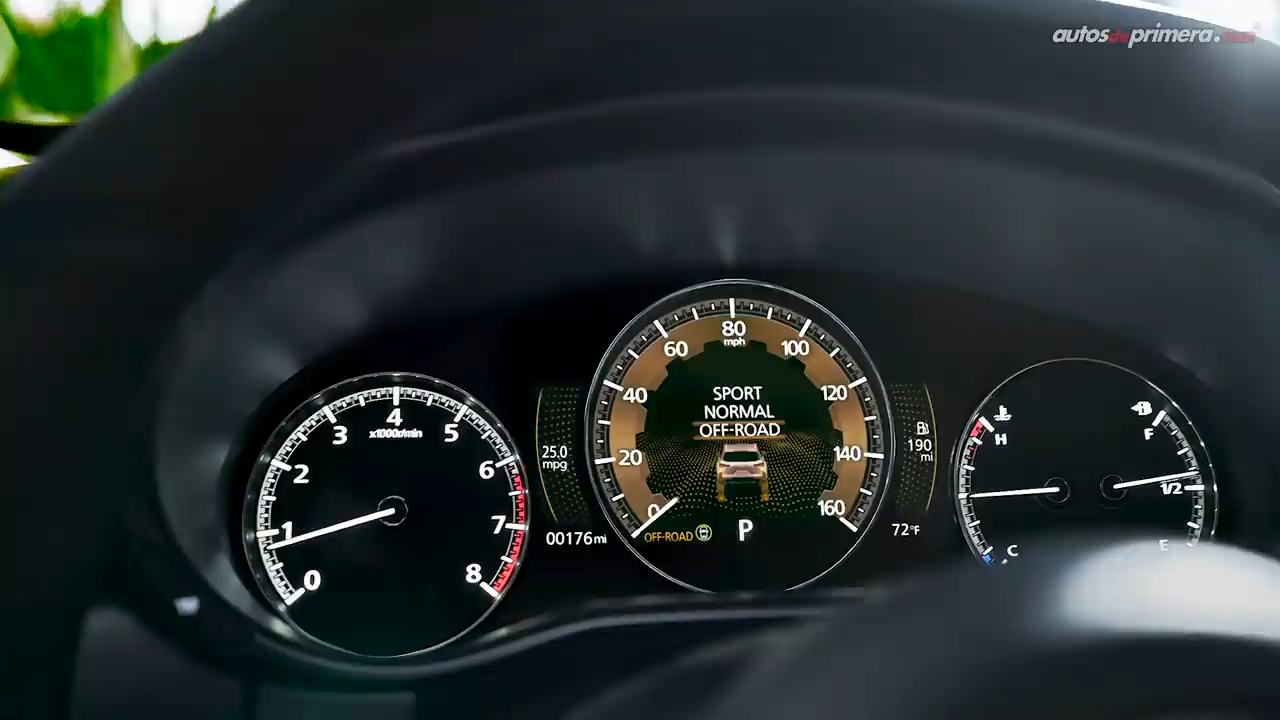 autosdeprimera.com
0
1
2
3
4
5
6
7
8
x1000r/min
25.0
mpg
00176mi
0
20
40
60
80
mph
100
120
140
160
SPORT
NORMAL
OFF-ROAD
OFF-ROAD
P
190
mi
72°F
H
C
F
1/2
E